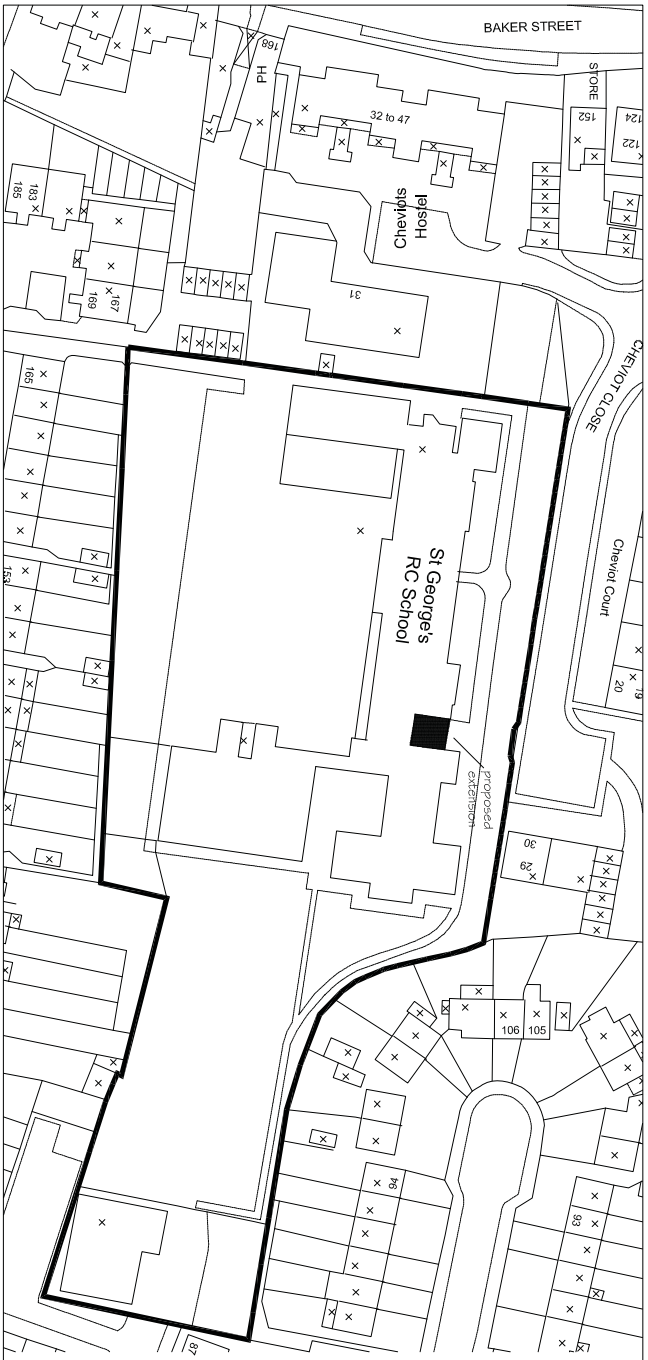 BAKER STREET
168
PH
STORE
152
124
122
32 to 47
Cheviots
Hostel
183
185
31
167
169
CHEVIOT CLOSE
165
Cheviot Court
St George's
RC School
153
19
20
proposed
extension
30
29
106
105
94
93
87